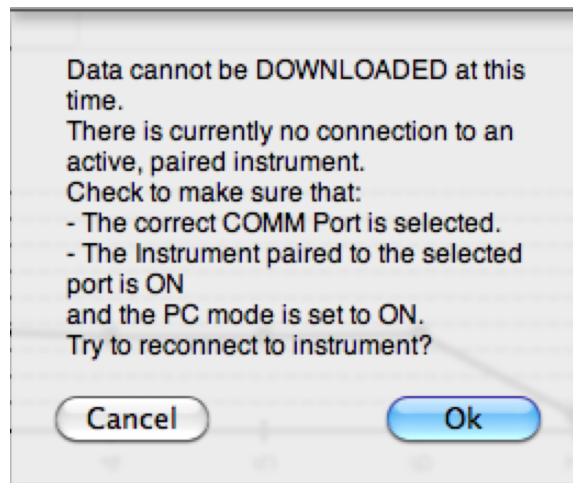 Data cannot be DOWNLOADED at this
time.
There is currently no connection to an
active, paired instrument.
Check to make sure that:
- The correct COMM Port is selected.
- The Instrument paired to the selected
port is ON
and the PC mode is set to ON.
Try to reconnect to instrument?
Cancel
Ok